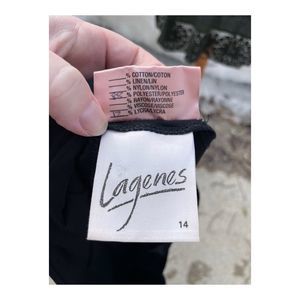 % COTTON/COTON
% LINEN/LIN
% NYLON/NYLON
% POLYESTER/POLYESTER
% RAYON/RAYONNE
% VISCOSE/VISCOSE
% LYCRA/LYCRA
Lagenes
14